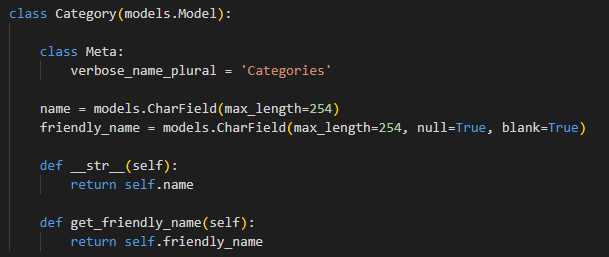 class Category(models.Model):
class Meta:
verbose_name_plural = 'Categories'
name = models.CharField(max_length=254)
friendly_name = models.CharField(max_length=254, null=True, blank=True)
def __str__(self):
return self.name
def get_friendly_name(self):
return self.friendly_name